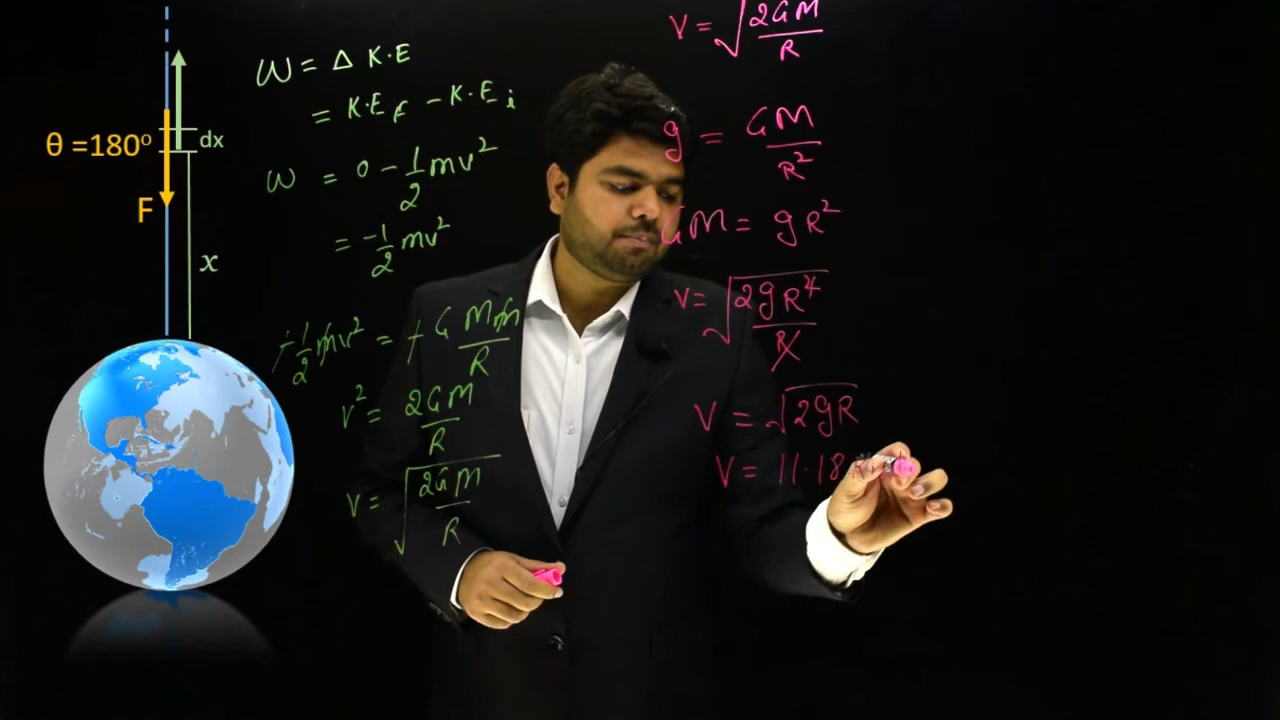 θ =180°
dx
F
x
W = Δ K.E
= K.E_f - K.E_i
W = 0 - 1/2 mv²
= -1/2 mv²
-1/2 mv² = - GMm/R
v² = 2GM/R
v = √(2GM/R)
V = √(2GM/R)
g = GM/R²
GM = gR²
V = √(2gR²/R)
V = √(2gR)
V = 11.18